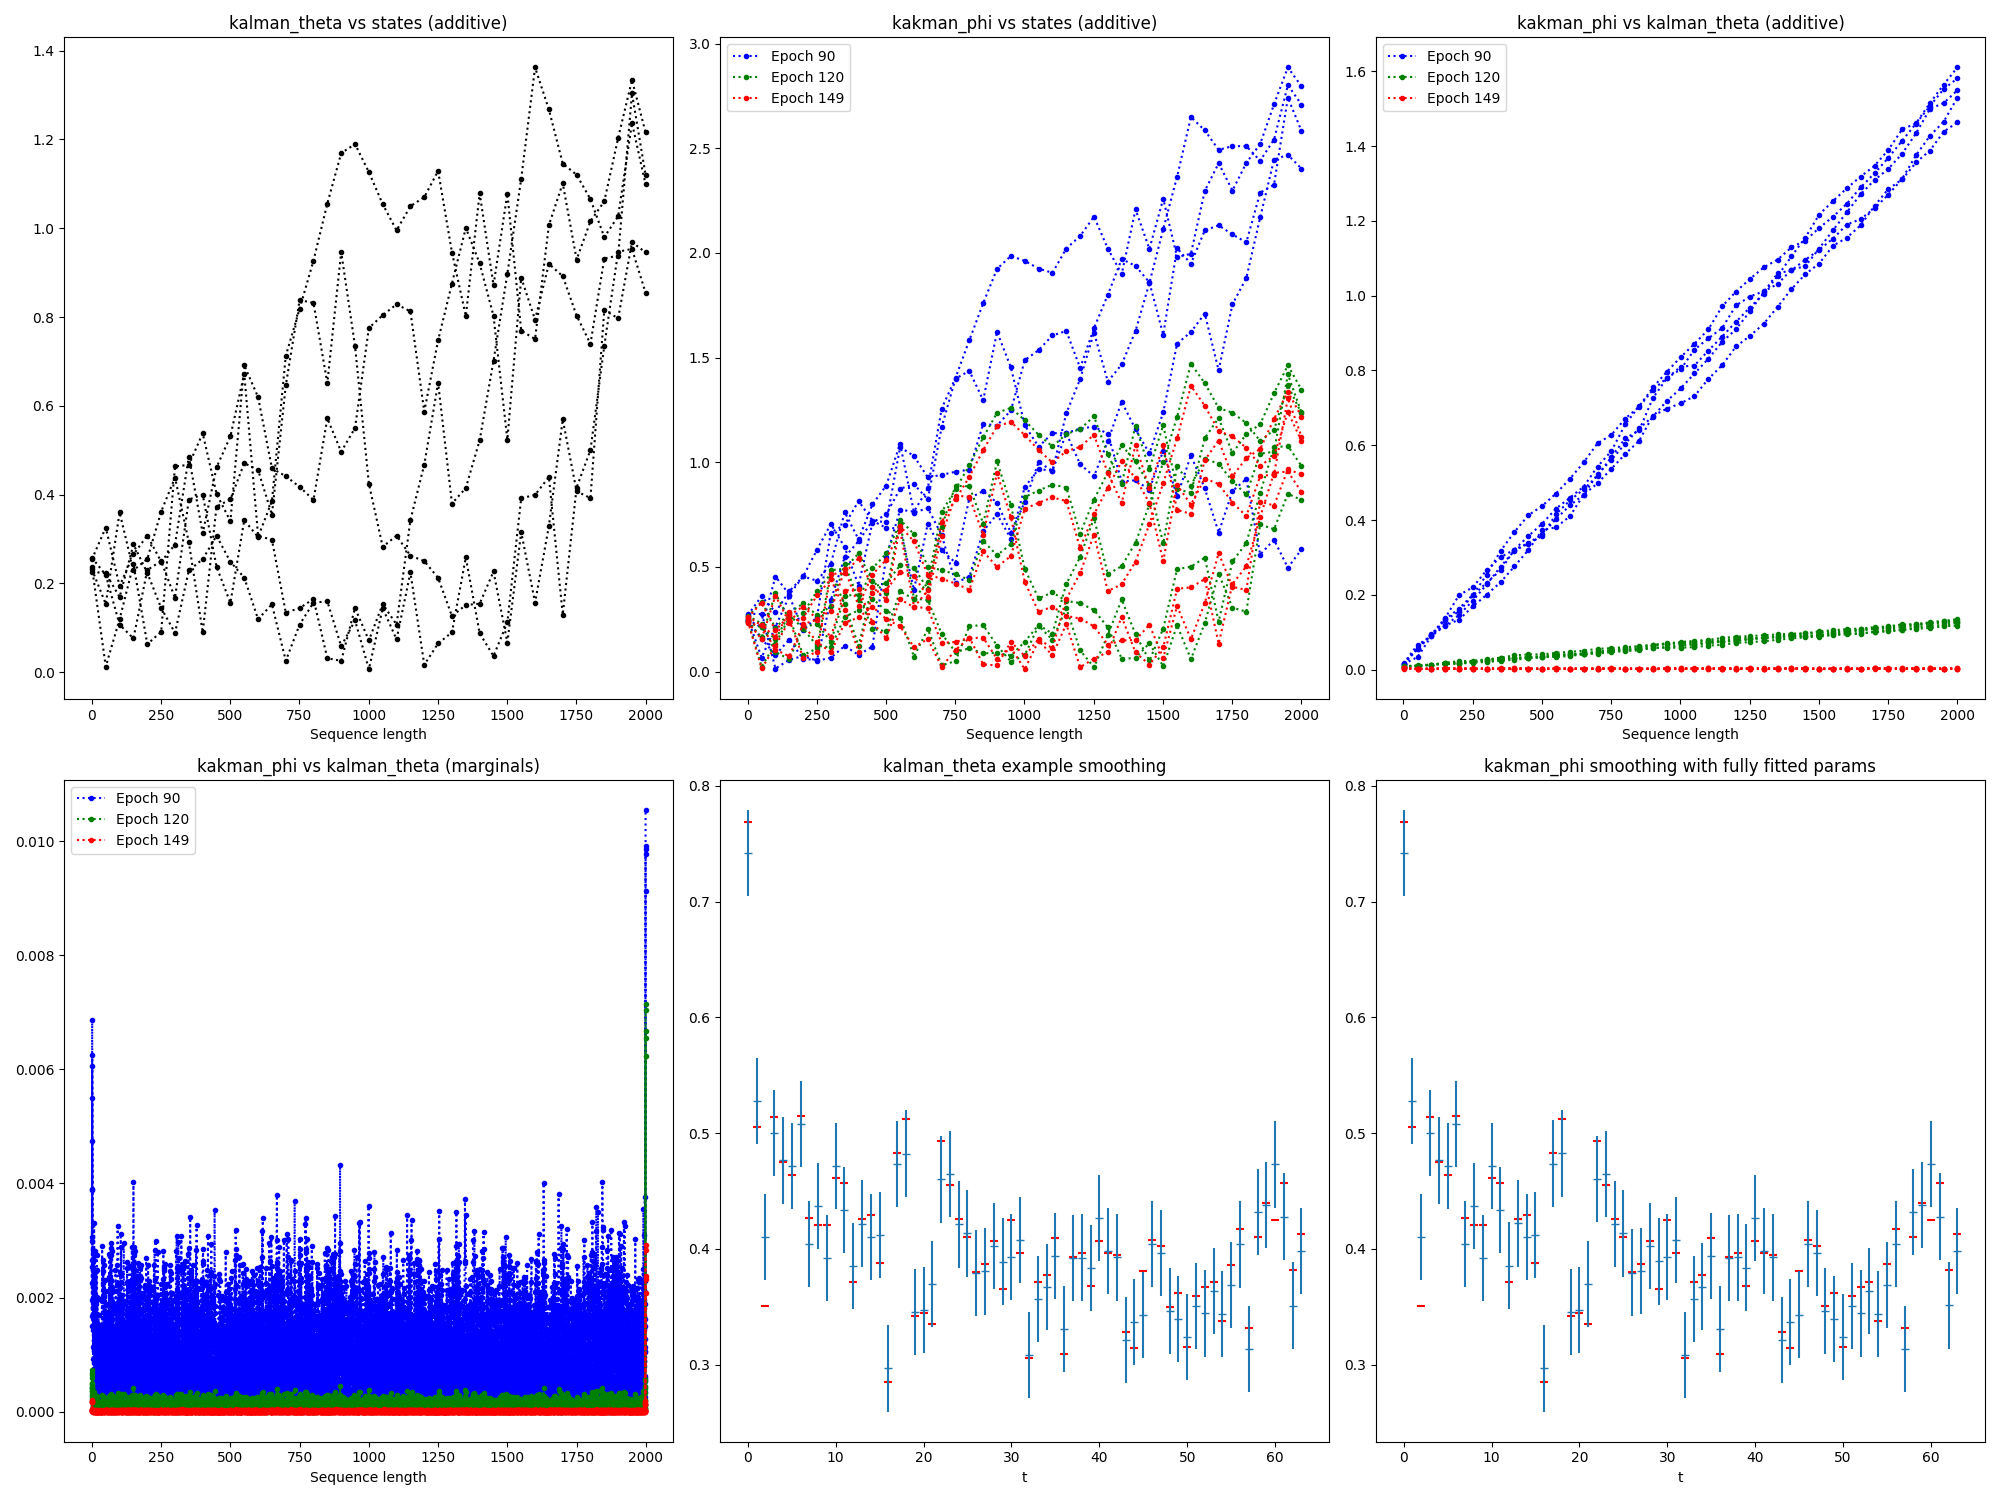 kalman_theta vs states (additive)
1.4
1.2
1.0
0.8
0.6
0.4
0.2
0.0
0 250 500 750 1000 1250 1500 1750 2000
Sequence length
kakman_phi vs states (additive)
Epoch 90
Epoch 120
Epoch 149
3.0
2.5
2.0
1.5
1.0
0.5
0.0
0 250 500 750 1000 1250 1500 1750 2000
Sequence length
kakman_phi vs kalman_theta (additive)
Epoch 90
Epoch 120
Epoch 149
1.6
1.4
1.2
1.0
0.8
0.6
0.4
0.2
0.0
0 250 500 750 1000 1250 1500 1750 2000
Sequence length
kakman_phi vs kalman_theta (marginals)
Epoch 90
Epoch 120
Epoch 149
0.010
0.008
0.006
0.004
0.002
0.000
0 250 500 750 1000 1250 1500 1750 2000
Sequence length
kalman_theta example smoothing
0.8
0.7
0.6
0.5
0.4
0.3
0 10 20 30 40 50 60
t
kakman_phi smoothing with fully fitted params
0.8
0.7
0.6
0.5
0.4
0.3
0 10 20 30 40 50 60
t